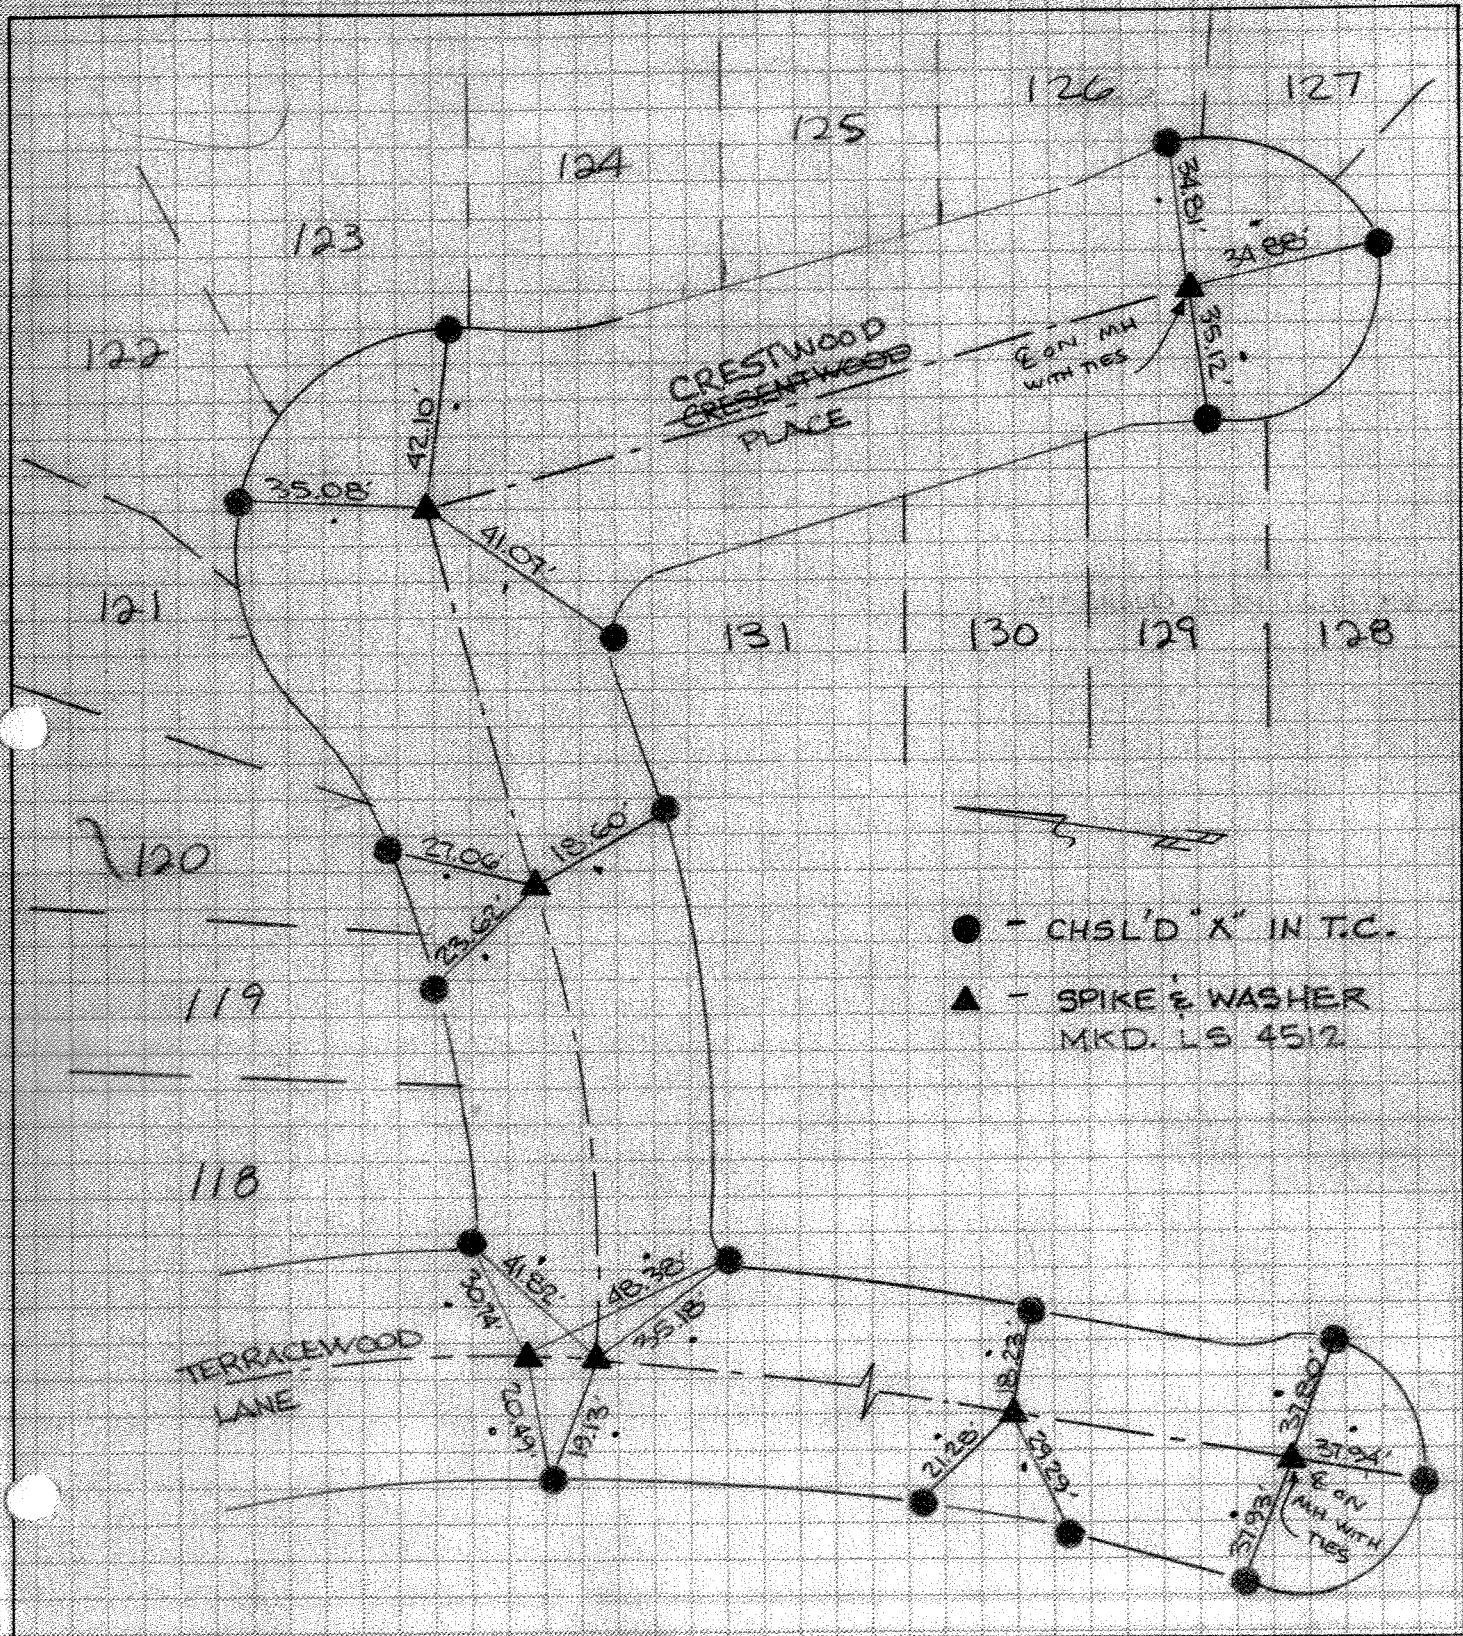 126
127
125
124
123
122
34.81'
34.88'
35.12'
CRESTWOOD
CRESENTWOOD
PLACE
℄ ON MH
WITH TIES
42.10'
35.08'
41.07'
121
131
130
129
128
120
27.06'
18.60'
23.62'
119
● - CHSL'D "X" IN T.C.
▲ - SPIKE & WASHER
MKD. LS 4512
118
41.82'
30.74'
48.38'
35.18'
TERRACEWOOD
LANE
20.49'
19.13'
18.23'
21.28'
29.29'
37.80'
37.94'
37.93'
℄ ON
MH WITH
TIES